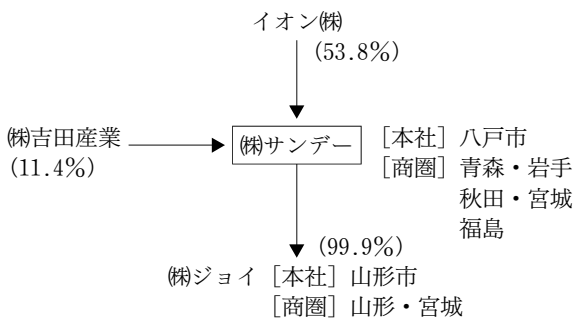 イオン㈱
(53.8%)
㈱吉田産業
(11.4%)
㈱サンデー
[本社] 八戸市
[商圏] 青森・岩手
秋田・宮城
福島
(99.9%)
㈱ジョイ [本社] 山形市
[商圏] 山形・宮城